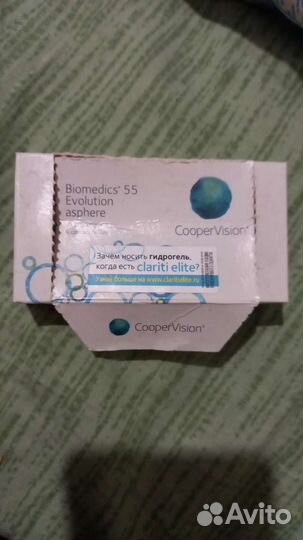 Biomedics® 55
Evolution
asphere
CooperVision®
Зачем носить гидрогель,
когда есть clariti elite?
Узнай больше на www.claritielite.ru
CooperVision®
Avito